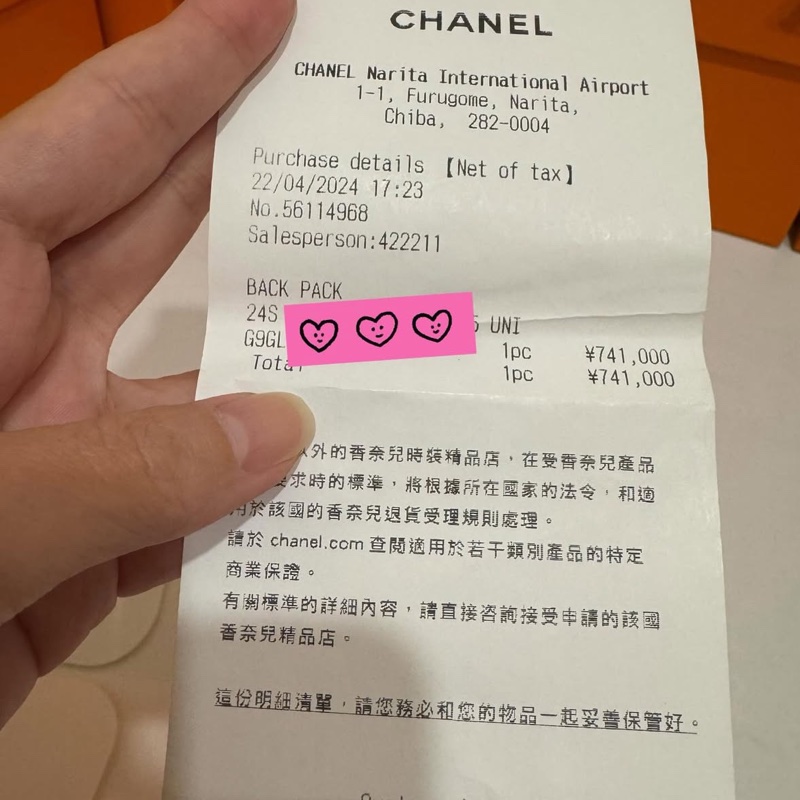 CHANEL
CHANEL Narita International Airport
1-1, Furugome, Narita,
Chiba, 282-0004
Purchase details 【Net of tax】
22/04/2024 17:23
No.56114968
Salesperson:422211
BACK PACK
24S UNI
G9GL 1pc ¥741,000
Total 1pc ¥741,000
以外的香奈兒時裝精品店，在受香奈兒產品
要求時的標準，將根據所在國家的法令，和適
用於該國的香奈兒退貨受理規則處理。
請於 chanel.com 查閱適用於若干類別產品的特定
商業保證。
有關標準的詳細內容，請直接咨詢接受申請的該國
香奈兒精品店。
這份明細清單，請您務必和您的物品一起妥善保管好。